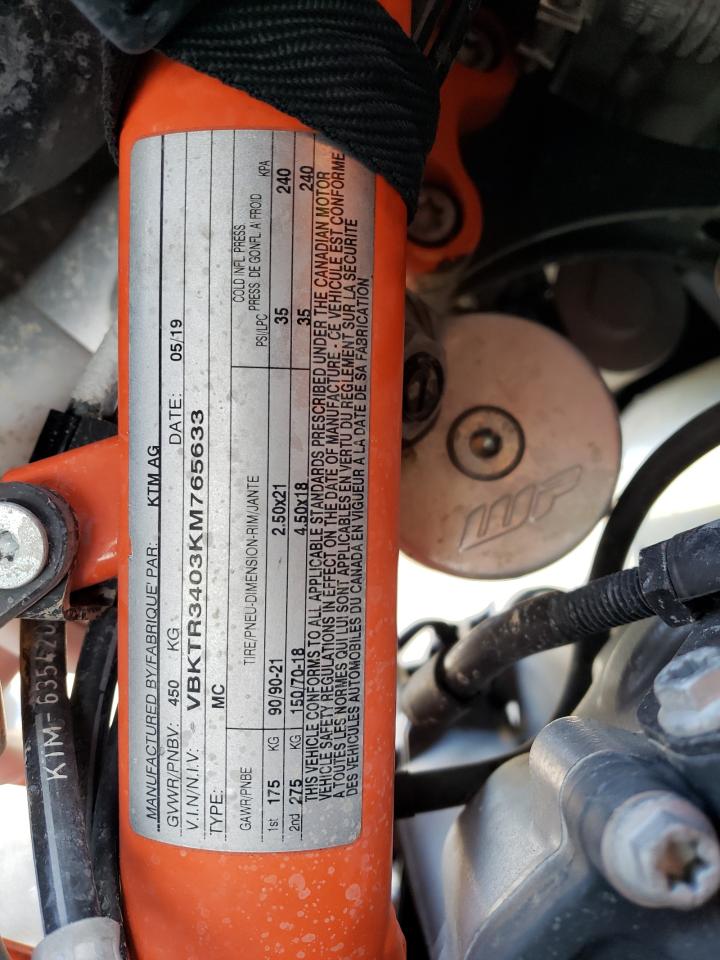 MANUFACTURED BY/FABRIQUE PAR: KTM AG
GVWR/PNBV: 450 KG DATE: 05/19
V.I.N/N.I.V: VBKTR3403KM765633
TYPE: MC
GAWR/PNBE TIRE/PNEU-DIMENSION-RIM/JANTE COLD INFL PRESS.
PRESS DE GONFL A FROID
PSI/LPC KPA
1st 175 KG 90/90-21 2.50x21 35 240
2nd 275 KG 150/70-18 4.50x18 35 240
THIS VEHICLE CONFORMS TO ALL APPLICABLE STANDARDS PRESCRIBED UNDER THE CANADIAN MOTOR
VEHICLE SAFETY REGULATIONS IN EFFECT ON THE DATE OF MANUFACTURE - CE VÉHICULE EST CONFORME
À TOUTES LES NORMES QUI LUI SONT APPLICABLES EN VERTU DU RÈGLEMENT SUR LA SÉCURITÉ
DES VÉHICULES AUTOMOBILES DU CANADA EN VIGUEUR À LA DATE DE SA FABRICATION
WP